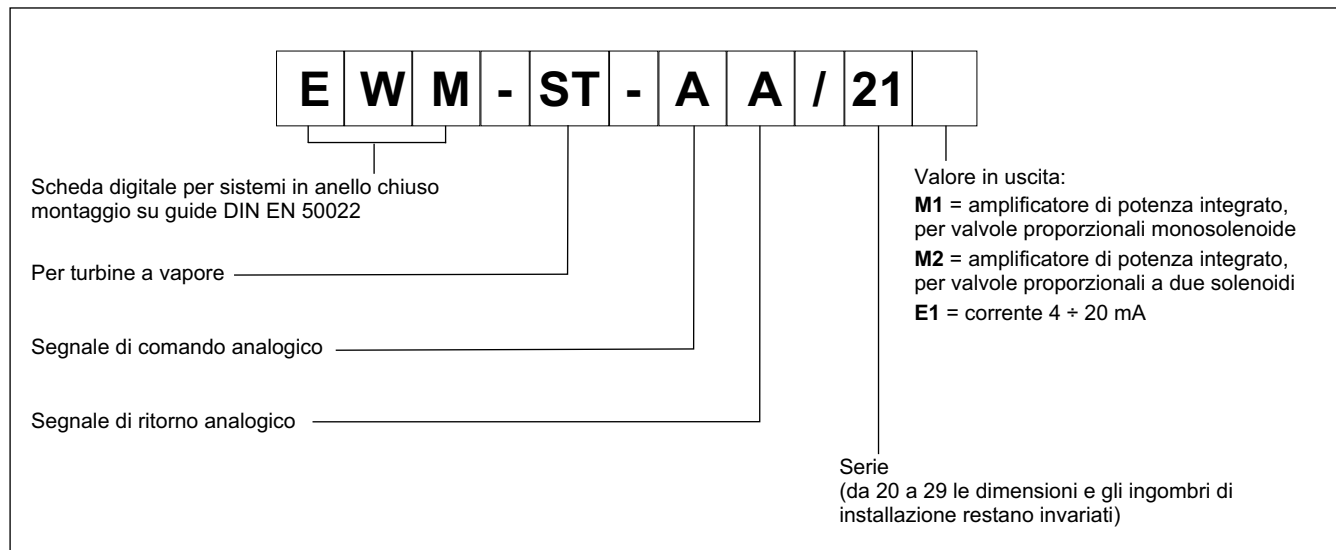 EWM-ST-AA/21
Scheda digitale per sistemi in anello chiuso
montaggio su guide DIN EN 50022
Per turbine a vapore
Segnale di comando analogico
Segnale di ritorno analogico
Valore in uscita:
M1 = amplificatore di potenza integrato,
per valvole proporzionali monosolenoide
M2 = amplificatore di potenza integrato,
per valvole proporzionali a due solenoidi
E1 = corrente 4 ÷ 20 mA
Serie
(da 20 a 29 le dimensioni e gli ingombri di
installazione restano invariati)